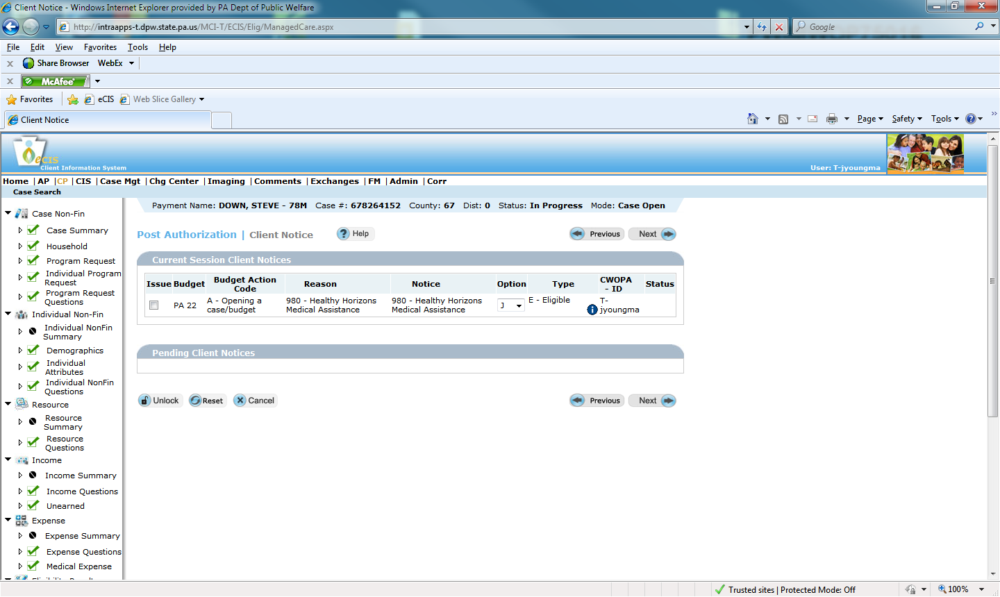 Client Notice - Windows Internet Explorer provided by PA Dept of Public Welfare
http://intraapps-t.dpw.state.pa.us/MCI-T/ECIS/Elig/ManagedCare.aspx
Google
File Edit View Favorites Tools Help
x Share Browser WebEx
x McAfee
Favorites eCIS Web Slice Gallery
Client Notice
Page Safety Tools
eCIS
Client Information System
User: T-jyoungma
Home | AP | CP | CIS | Case Mgt | Chg Center | Imaging | Comments | Exchanges | FM | Admin | Corr
Case Search
Payment Name: DOWN, STEVE - 78M Case #: 678264152 County: 67 Dist: 0 Status: In Progress Mode: Case Open
Case Non-Fin
Case Summary
Household
Program Request
Individual Program
Request
Program Request
Questions
Individual Non-Fin
Individual NonFin
Summary
Demographics
Individual
Attributes
Individual NonFin
Questions
Resource
Resource
Summary
Resource
Questions
Income
Income Summary
Income Questions
Unearned
Expense
Expense Summary
Expense Questions
Medical Expense
Post Authorization | Client Notice
Help
Previous Next
Current Session Client Notices
Issue Budget Budget Action Code Reason Notice Option Type CWOPA - ID Status
PA 22 A - Opening a case/budget 980 - Healthy Horizons Medical Assistance 980 - Healthy Horizons Medical Assistance J E - Eligible T-jyoungma
Pending Client Notices
Unlock Reset Cancel
Previous Next
Trusted sites | Protected Mode: Off
100%